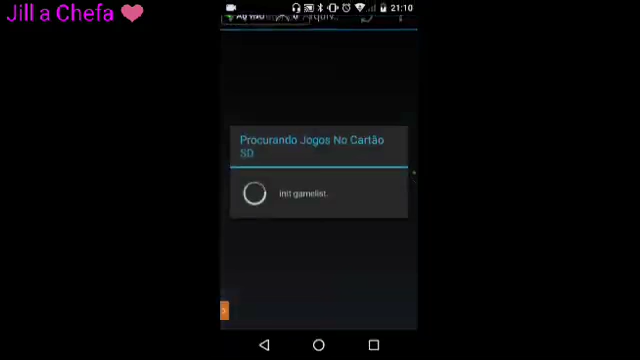 Jill a Chefa
21:10
Procurando Jogos No Cartão
SD
init gamelist.